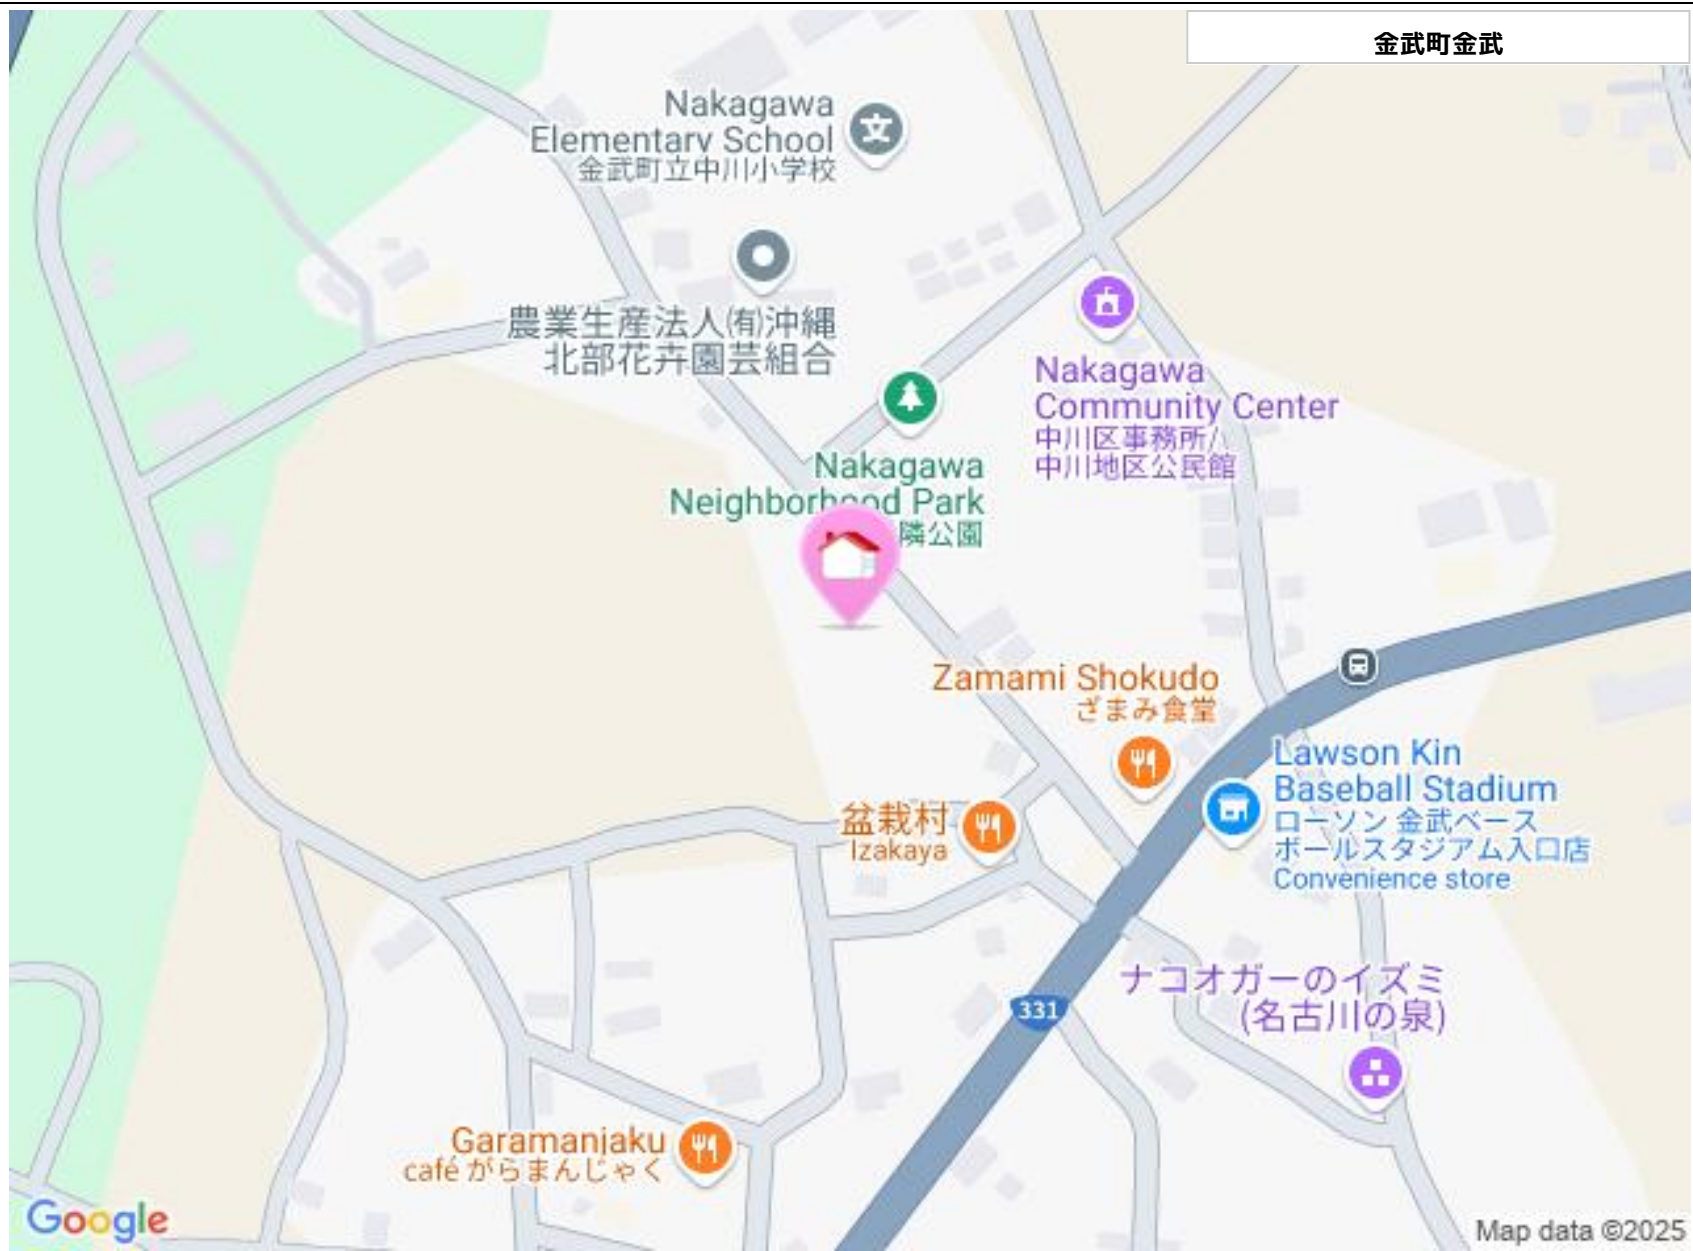 金武町金武
Nakagawa
Elementary School
金武町立中川小学校
農業生産法人㈲沖縄
北部花卉園芸組合
Nakagawa
Community Center
中川区事務所/
中川地区公民館
Nakagawa
Neighborhood Park
隣公園
Zamami Shokudo
ざまみ食堂
Lawson Kin
Baseball Stadium
ローソン 金武ベース
ボールスタジアム入口店
Convenience store
盆栽村
Izakaya
ナコオガーのイズミ
(名古川の泉)
331
Garamanjaku
café がらまんじゃく
Google
Map data ©2025